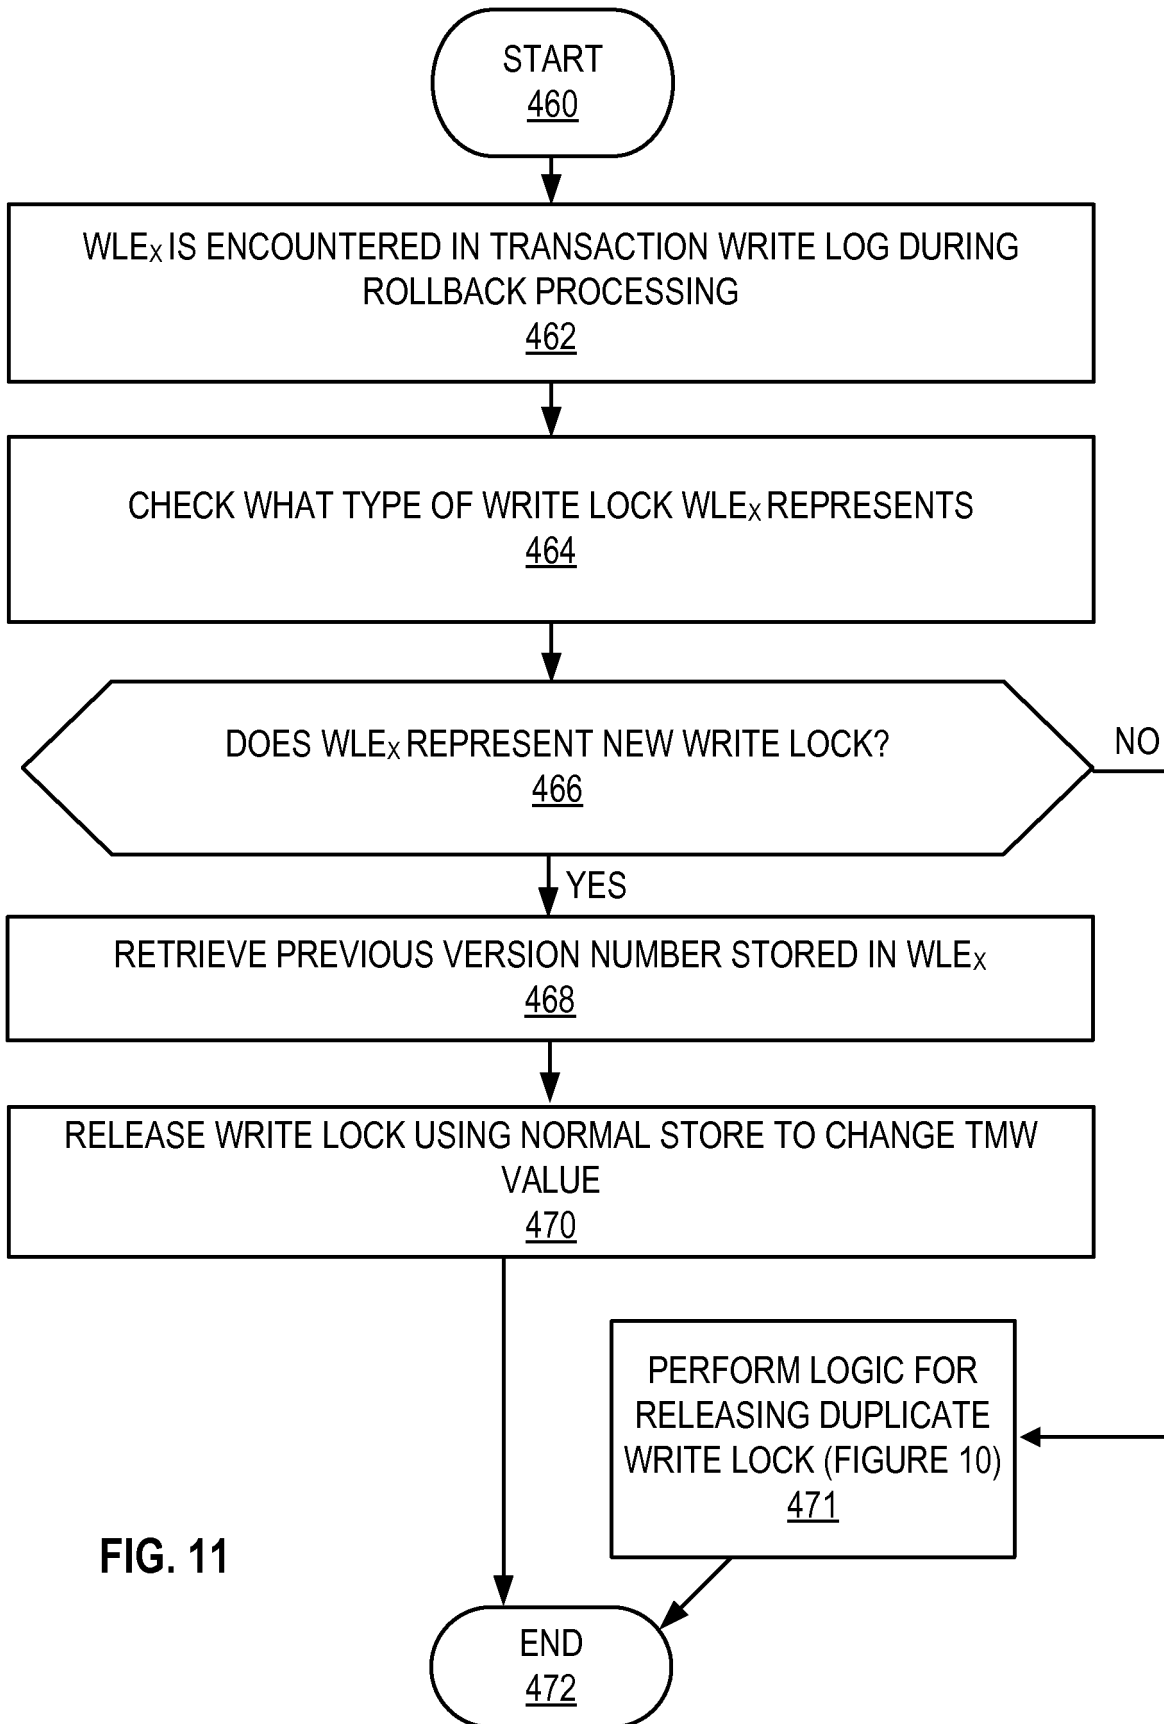 START
460
WLEX IS ENCOUNTERED IN TRANSACTION WRITE LOG DURING
ROLLBACK PROCESSING
462
CHECK WHAT TYPE OF WRITE LOCK WLEX REPRESENTS
464
DOES WLEX REPRESENT NEW WRITE LOCK?
466
NO
YES
RETRIEVE PREVIOUS VERSION NUMBER STORED IN WLEX
468
RELEASE WRITE LOCK USING NORMAL STORE TO CHANGE TMW
VALUE
470
PERFORM LOGIC FOR
RELEASING DUPLICATE
WRITE LOCK (FIGURE 10)
471
FIG. 11
END
472